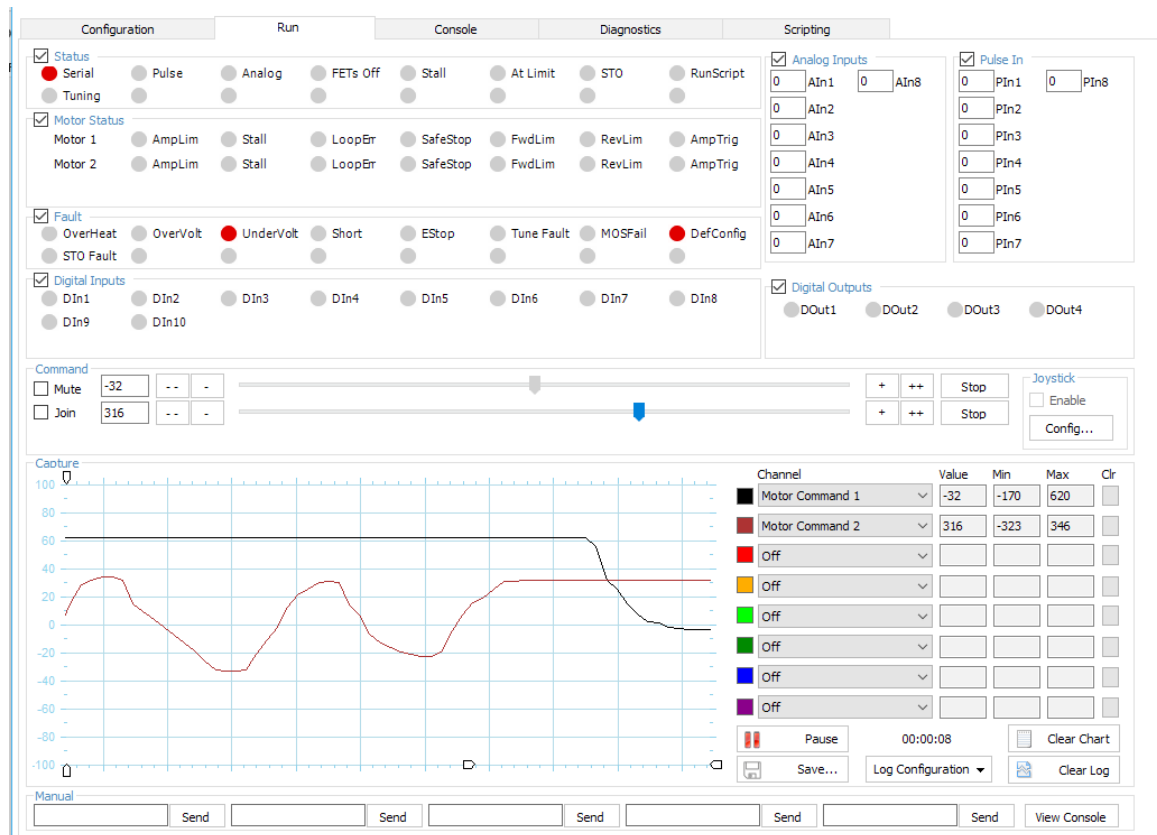 Configuration Run Console Diagnostics Scripting
Status
Serial Pulse Analog FETs Off Stall At Limit STO RunScript
Tuning
Motor Status
Motor 1 AmpLim Stall LoopErr SafeStop FwdLim RevLim AmpTrig
Motor 2 AmpLim Stall LoopErr SafeStop FwdLim RevLim AmpTrig
Fault
OverHeat OverVolt UnderVolt Short EStop Tune Fault MOSFail DefConfig
STO Fault
Digital Inputs
DIn1 DIn2 DIn3 DIn4 DIn5 DIn6 DIn7 DIn8
DIn9 DIn10
Analog Inputs
0 AIn1 0 AIn8
0 AIn2
0 AIn3
0 AIn4
0 AIn5
0 AIn6
0 AIn7
Pulse In
0 PIn1 0 PIn8
0 PIn2
0 PIn3
0 PIn4
0 PIn5
0 PIn6
0 PIn7
Digital Outputs
DOut1 DOut2 DOut3 DOut4
Command
Mute -32 -- - + ++ Stop
Join 316 -- - + ++ Stop
Joystick
Enable
Config...
Capture
100
80
60
40
20
0
-20
-40
-60
-80
-100
Channel Value Min Max Clr
Motor Command 1 -32 -170 620
Motor Command 2 316 -323 346
Off
Off
Off
Off
Off
Off
Pause 00:00:08 Clear Chart
Save... Log Configuration Clear Log
Manual
Send Send Send Send Send View Console